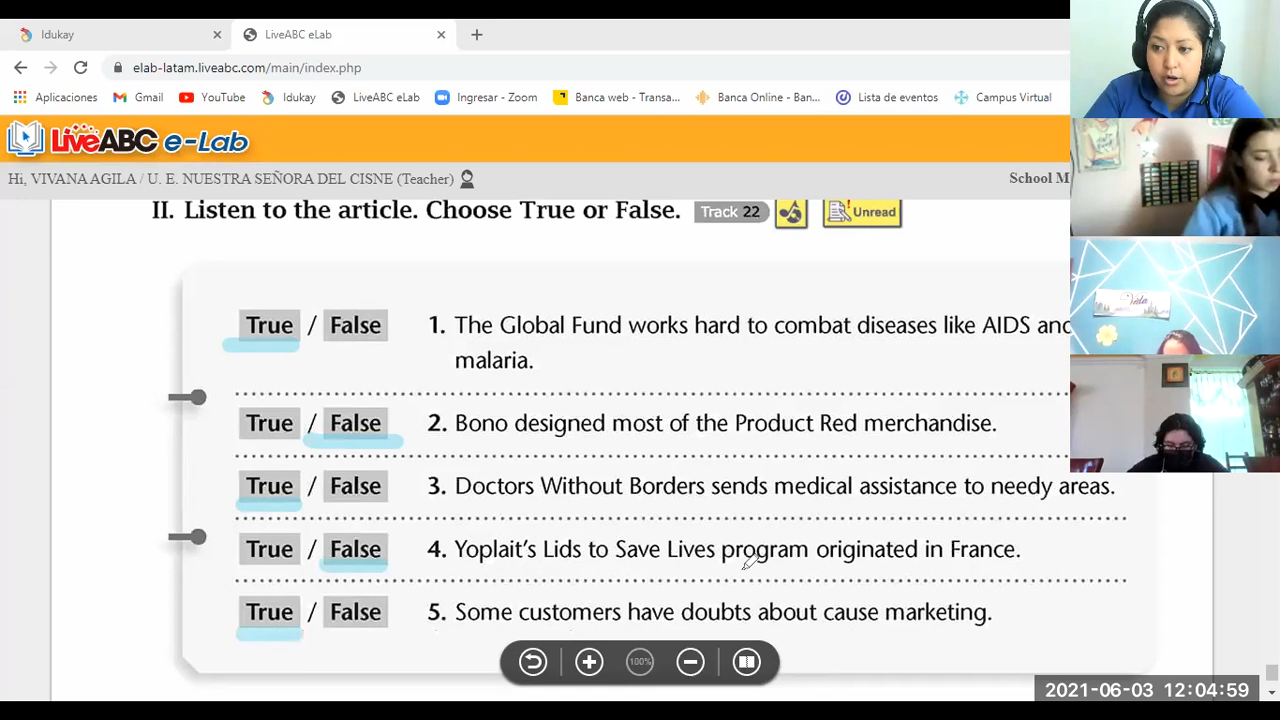 Idukay
LiveABC eLab
elab-latam.liveabc.com/main/index.php
Aplicaciones Gmail YouTube Idukay LiveABC eLab Ingresar - Zoom Banca web - Transa... Banca Online - Ban... Lista de eventos Campus Virtual
LiveABC e-Lab
Hi, VIVANA AGILA / U. E. NUESTRA SEÑORA DEL CISNE (Teacher) School M
II. Listen to the article. Choose True or False. Track 22 Unread
True / False 1. The Global Fund works hard to combat diseases like AIDS and
malaria.
True / False 2. Bono designed most of the Product Red merchandise.
True / False 3. Doctors Without Borders sends medical assistance to needy areas.
True / False 4. Yoplait's Lids to Save Lives program originated in France.
True / False 5. Some customers have doubts about cause marketing.
100%
2021-06-03 12:04:59